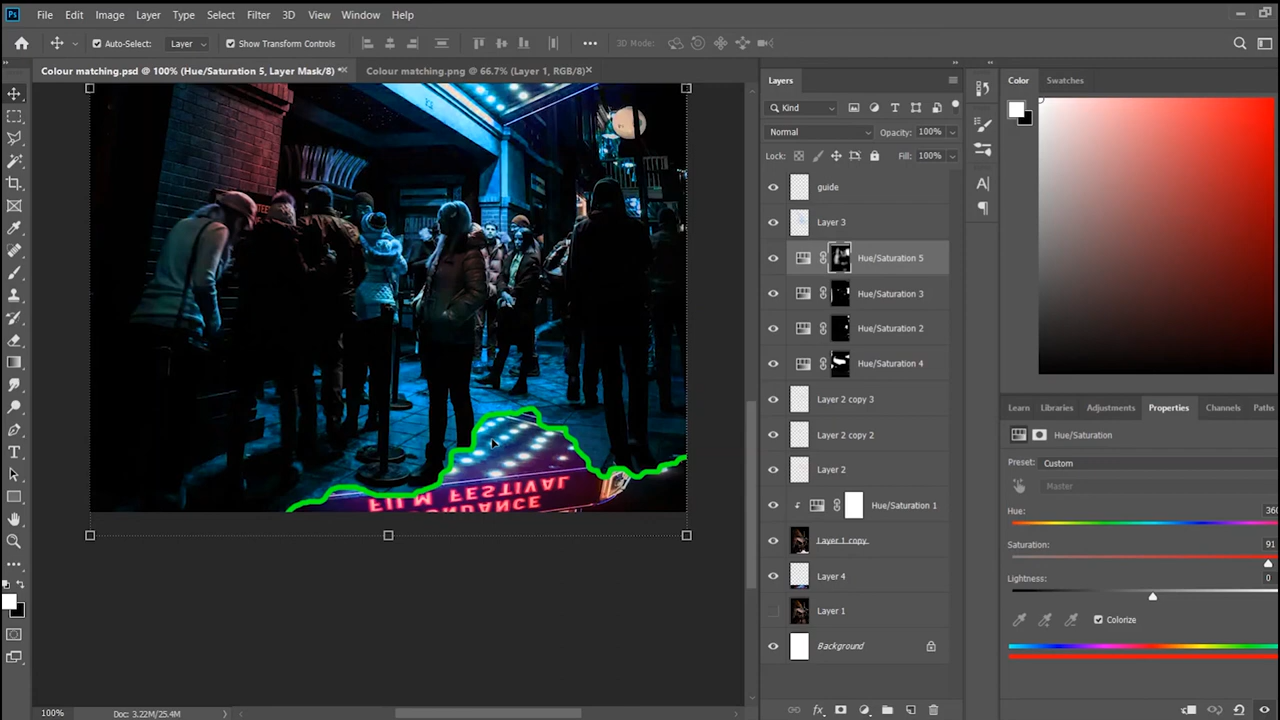 Ps File Edit Image Layer Type Select Filter 3D View Window Help
Auto-Select: Layer Show Transform Controls 3D Mode:
Colour matching.psd @ 100% (Hue/Saturation 5, Layer Mask/8) * Colour matching.png @ 66.7% (Layer 1, RGB/8)
Layers
Kind
Normal Opacity: 100%
Lock: Fill: 100%
guide
Layer 3
Hue/Saturation 5
Hue/Saturation 3
Hue/Saturation 2
Hue/Saturation 4
Layer 2 copy 3
Layer 2 copy 2
Layer 2
Hue/Saturation 1
Layer 1 copy
Layer 4
Layer 1
Background
fx
Color Swatches
Learn Libraries Adjustments Properties Channels Paths
Hue/Saturation
Preset: Custom
Master
Hue: 360
Saturation: 91
Lightness: 0
Colorize
FILM FESTIVAL
NDANCE
100% Doc: 3.22M/25.4M